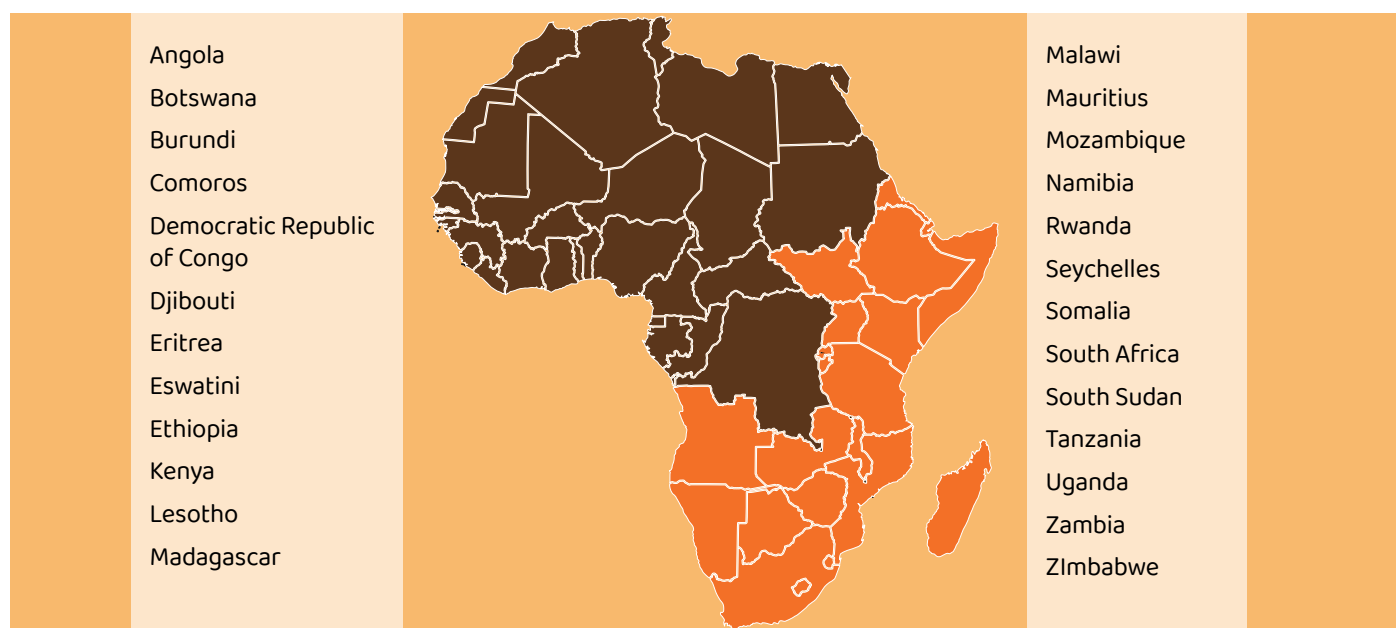 Angola
Botswana
Burundi
Comoros
Democratic Republic
of Congo
Djibouti
Eritrea
Eswatini
Ethiopia
Kenya
Lesotho
Madagascar
Malawi
Mauritius
Mozambique
Namibia
Rwanda
Seychelles
Somalia
South Africa
South Sudan
Tanzania
Uganda
Zambia
ZImbabwe